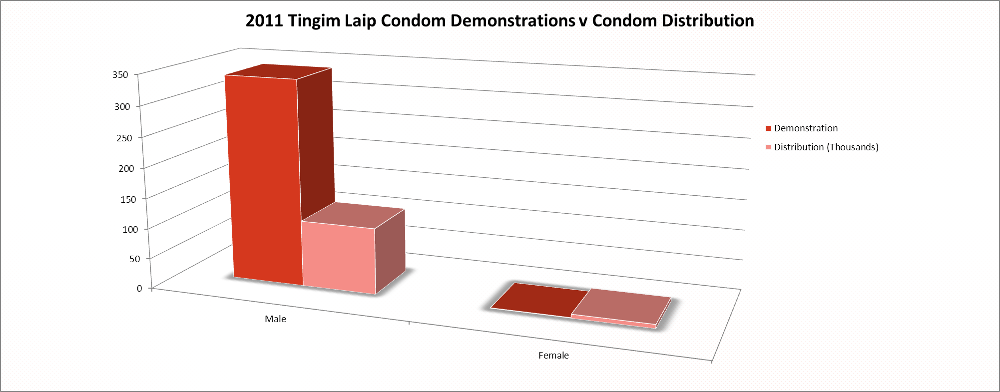 2011 Tingim Laip Condom Demonstrations v Condom Distribution
350
300
250
200
150
100
50
0
Male
Female
Demonstration
Distribution (Thousands)